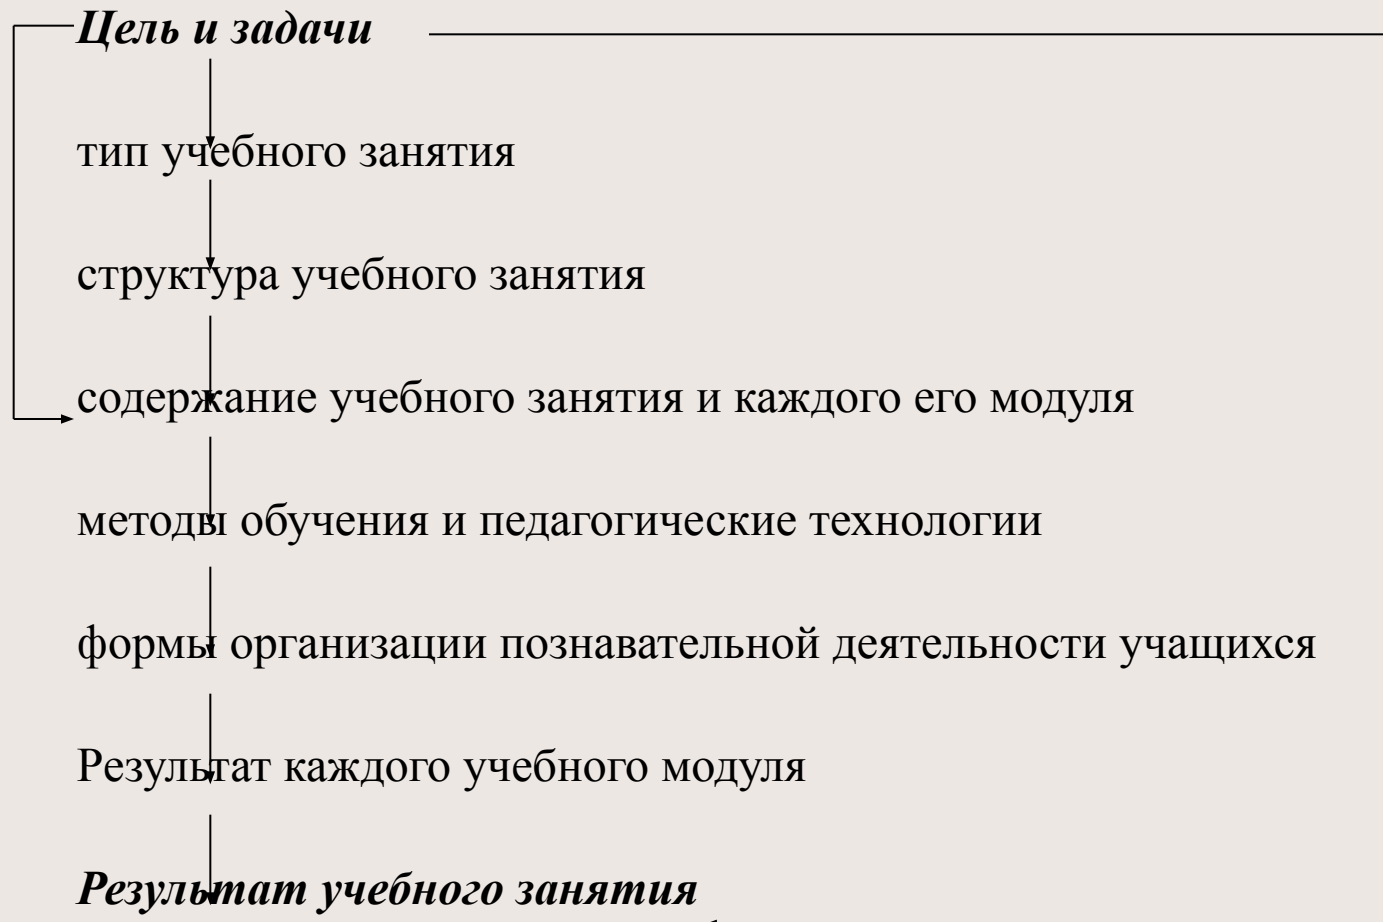 Цель и задачи
тип учебного занятия
структура учебного занятия
содержание учебного занятия и каждого его модуля
методы обучения и педагогические технологии
формы организации познавательной деятельности учащихся
Результат каждого учебного модуля
Результат учебного занятия